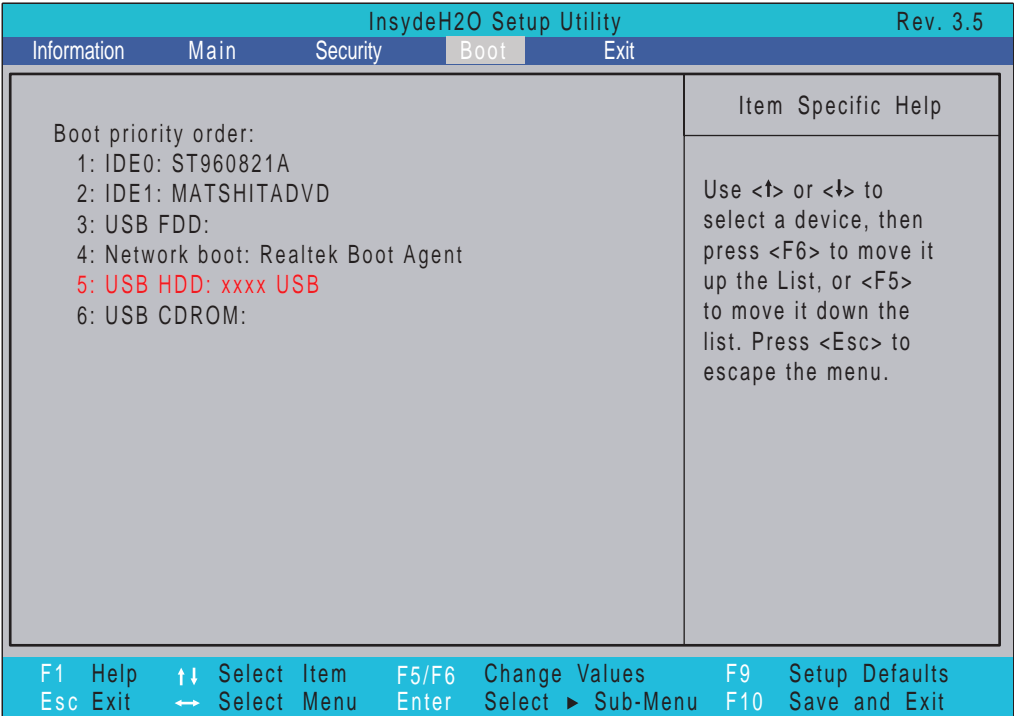 InsydeH2O Setup Utility Rev. 3.5
Information Main Security Boot Exit
Boot priority order:
1: IDE0: ST960821A
2: IDE1: MATSHITADVD
3: USB FDD:
4: Network boot: Realtek Boot Agent
5: USB HDD: xxxx USB
6: USB CDROM:
Item Specific Help
Use <↑> or <↓> to
select a device, then
press <F6> to move it
up the List, or <F5>
to move it down the
list. Press <Esc> to
escape the menu.
F1 Help ↑↓ Select Item F5/F6 Change Values F9 Setup Defaults
Esc Exit ↔ Select Menu Enter Select ► Sub-Menu F10 Save and Exit